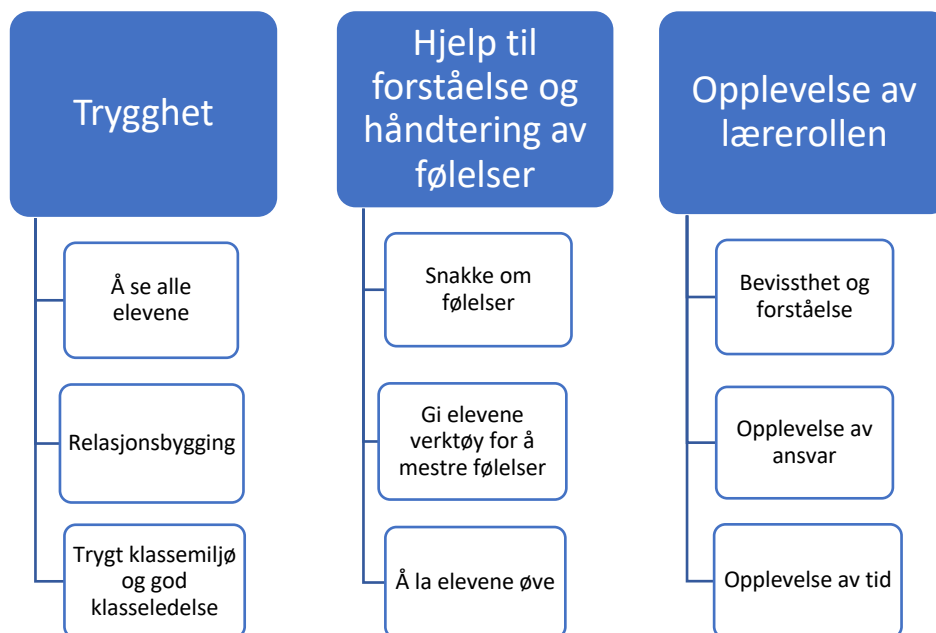 Trygghet
Å se alle
elevene
Relasjonsbygging
Trygt klassemiljø
og god
klasseledelse
Hjelp til
forståelse og
håndtering av
følelser
Snakke om
følelser
Gi elevene
verktøy for å
mestre følelser
Å la elevene øve
Opplevelse av
lærerollen
Bevissthet og
forståelse
Opplevelse av
ansvar
Opplevelse av tid